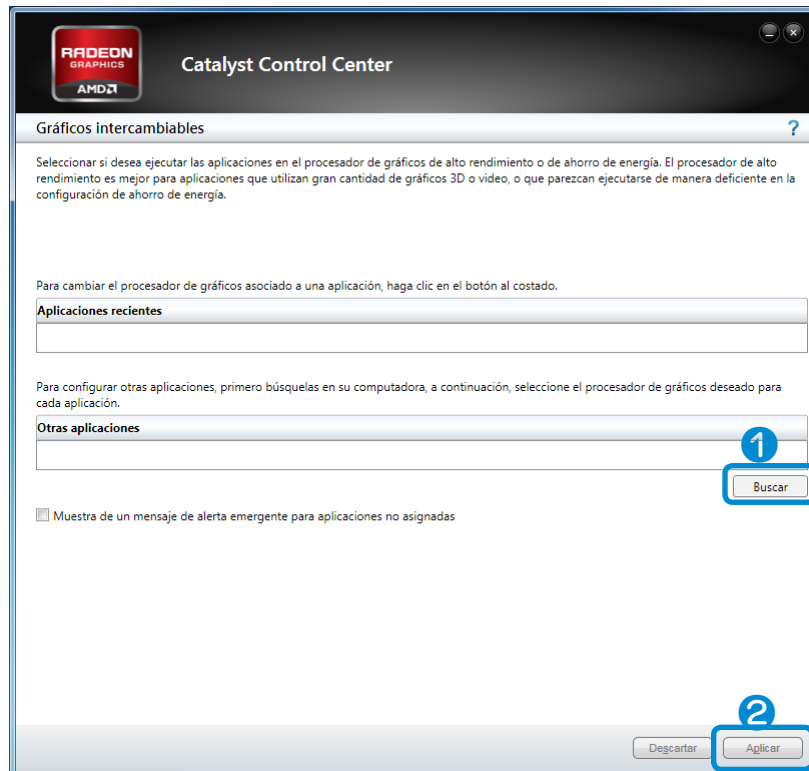 RADEON
GRAPHICS
AMD
Catalyst Control Center
Gráficos intercambiables
?
Seleccionar si desea ejecutar las aplicaciones en el procesador de gráficos de alto rendimiento o de ahorro de energía. El procesador de alto
rendimiento es mejor para aplicaciones que utilizan gran cantidad de gráficos 3D o video, o que parezcan ejecutarse de manera deficiente en la
configuración de ahorro de energía.
Para cambiar el procesador de gráficos asociado a una aplicación, haga clic en el botón al costado.
Aplicaciones recientes
Para configurar otras aplicaciones, primero búsquelas en su computadora, a continuación, seleccione el procesador de gráficos deseado para
cada aplicación.
Otras aplicaciones
1
Buscar
Muestra de un mensaje de alerta emergente para aplicaciones no asignadas
2
Descartar
Aplicar